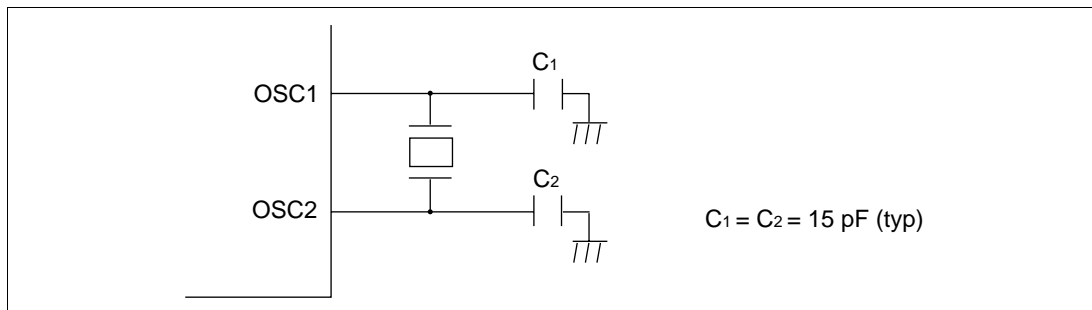 C1
OSC1
C2
OSC2
C1 = C2 = 15 pF (typ)